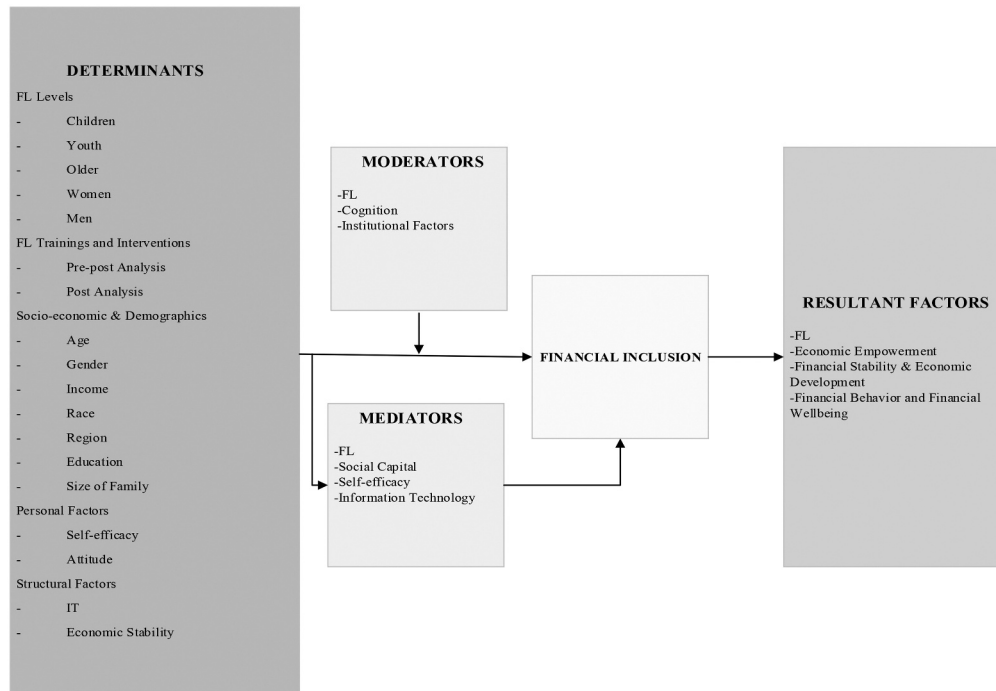 DETERMINANTS
FL Levels
- Children
- Youth
- Older
- Women
- Men
FL Trainings and Interventions
- Pre-post Analysis
- Post Analysis
Socio-economic & Demographics
- Age
- Gender
- Income
- Race
- Region
- Education
- Size of Family
Personal Factors
- Self-efficacy
- Attitude
Structural Factors
- IT
- Economic Stability
MODERATORS
-FL
-Cognition
-Institutional Factors
MEDIATORS
-FL
-Social Capital
-Self-efficacy
-Information Technology
FINANCIAL INCLUSION
RESULTANT FACTORS
-FL
-Economic Empowerment
-Financial Stability & Economic
Development
-Financial Behavior and Financial
Wellbeing